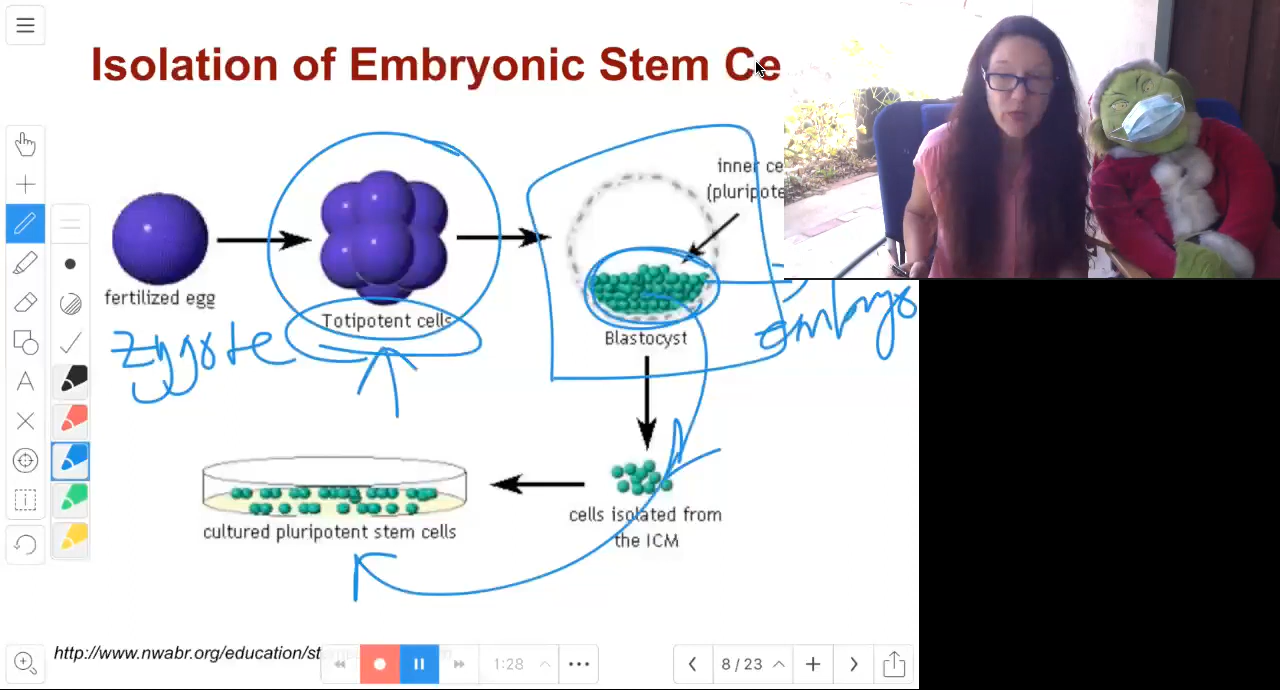 Isolation of Embryonic Stem Ce
inner ce
(pluripote
fertilized egg
Totipotent cells
Blastocyst
zygote
embryo
cells isolated from
the ICM
cultured pluripotent stem cells
http://www.nwabr.org/education/st
1:28
8 / 23
A